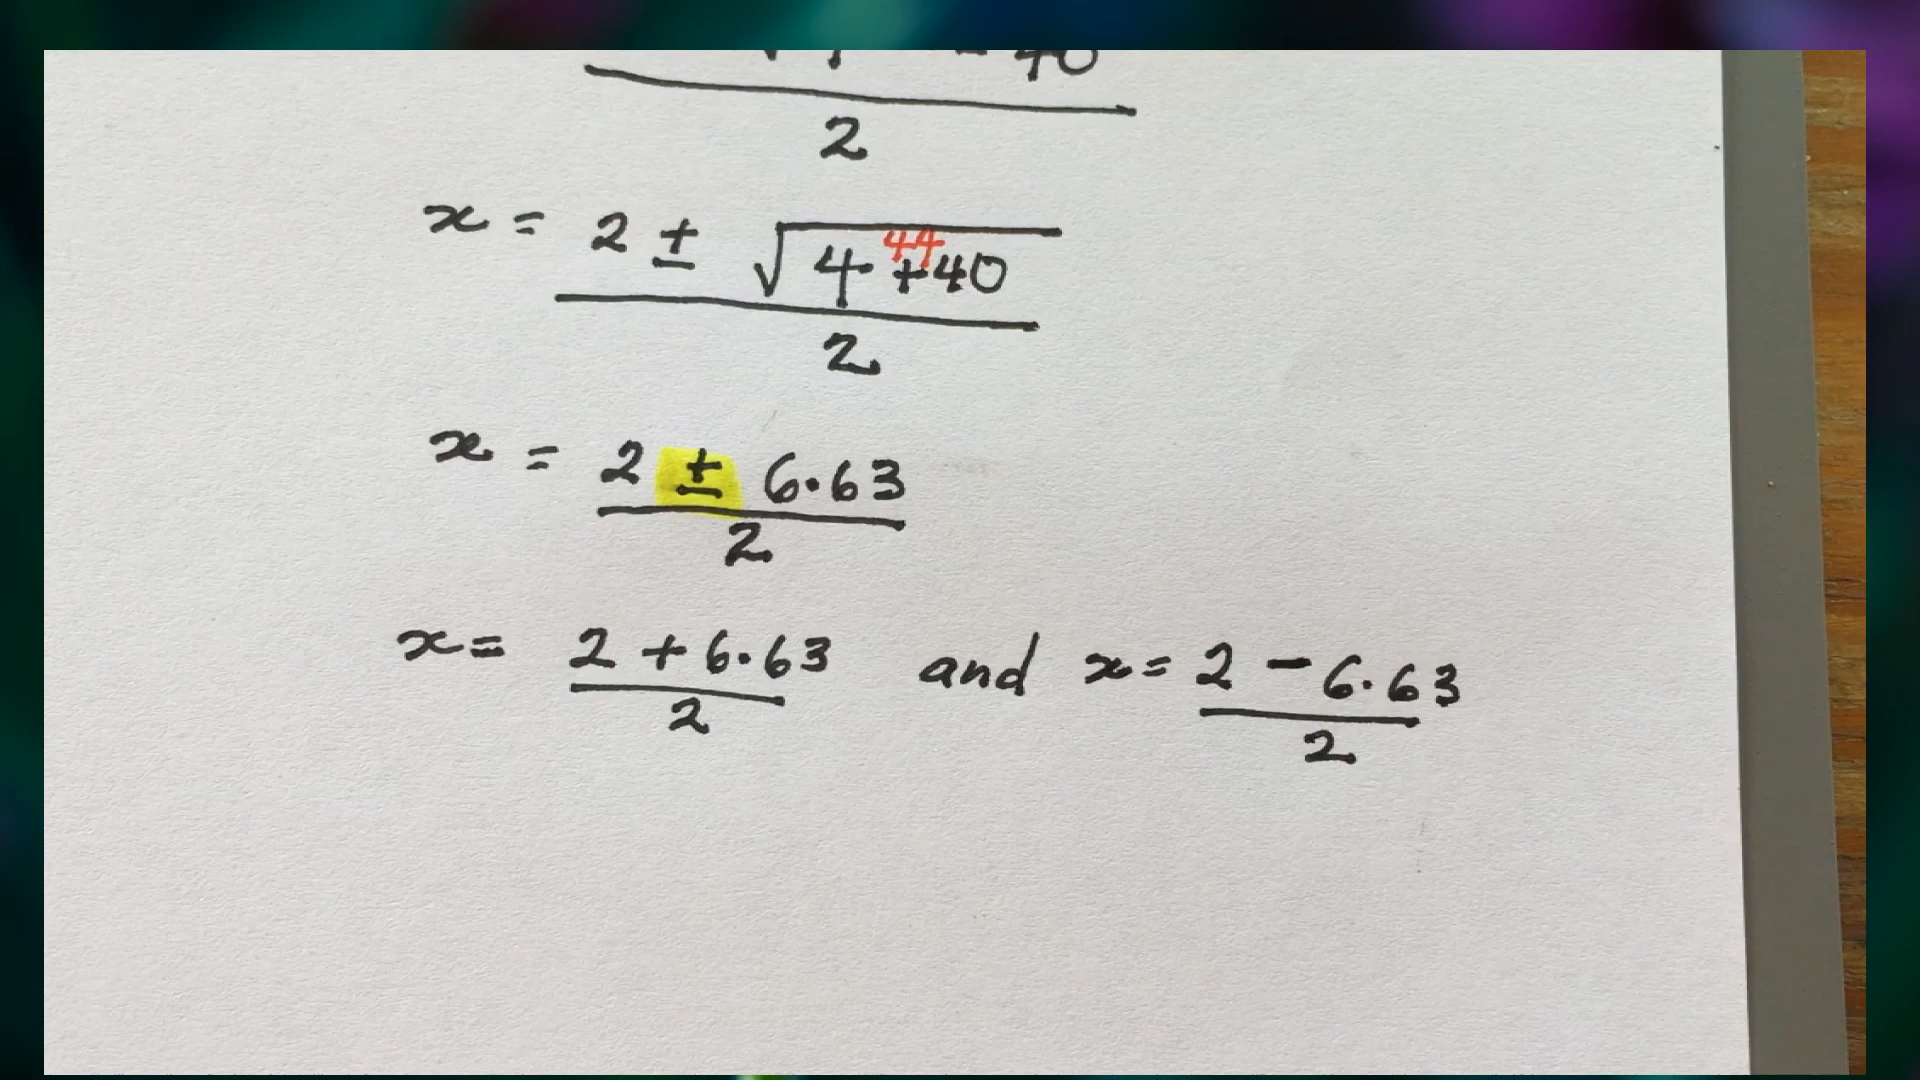 40
2
x = 2 ± √4 + 40
44
2
x = 2 ± 6.63
2
x = 2 + 6.63 and x = 2 - 6.63
2 2